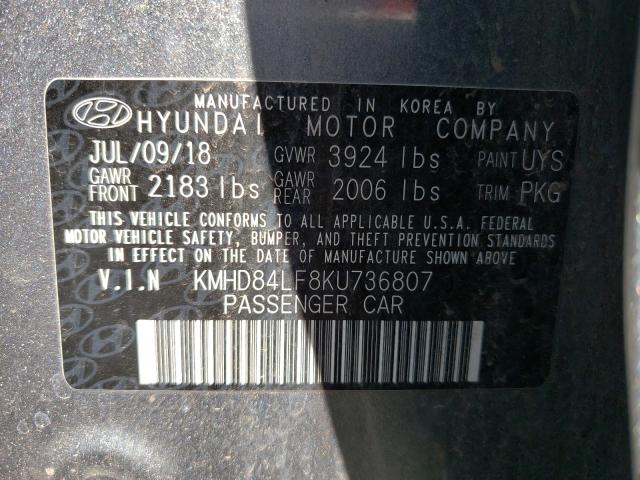 MANUFACTURED IN KOREA BY
HYUNDAI MOTOR COMPANY
JUL/09/18 GVWR 3924 lbs PAINT UYS
GAWR FRONT 2183 lbs GAWR REAR 2006 lbs TRIM PKG
THIS VEHICLE CONFORMS TO ALL APPLICABLE U.S.A. FEDERAL
MOTOR VEHICLE SAFETY, BUMPER, AND THEFT PREVENTION STANDARDS
IN EFFECT ON THE DATE OF MANUFACTURE SHOWN ABOVE.
V.I.N KMHD84LF8KU736807
PASSENGER CAR